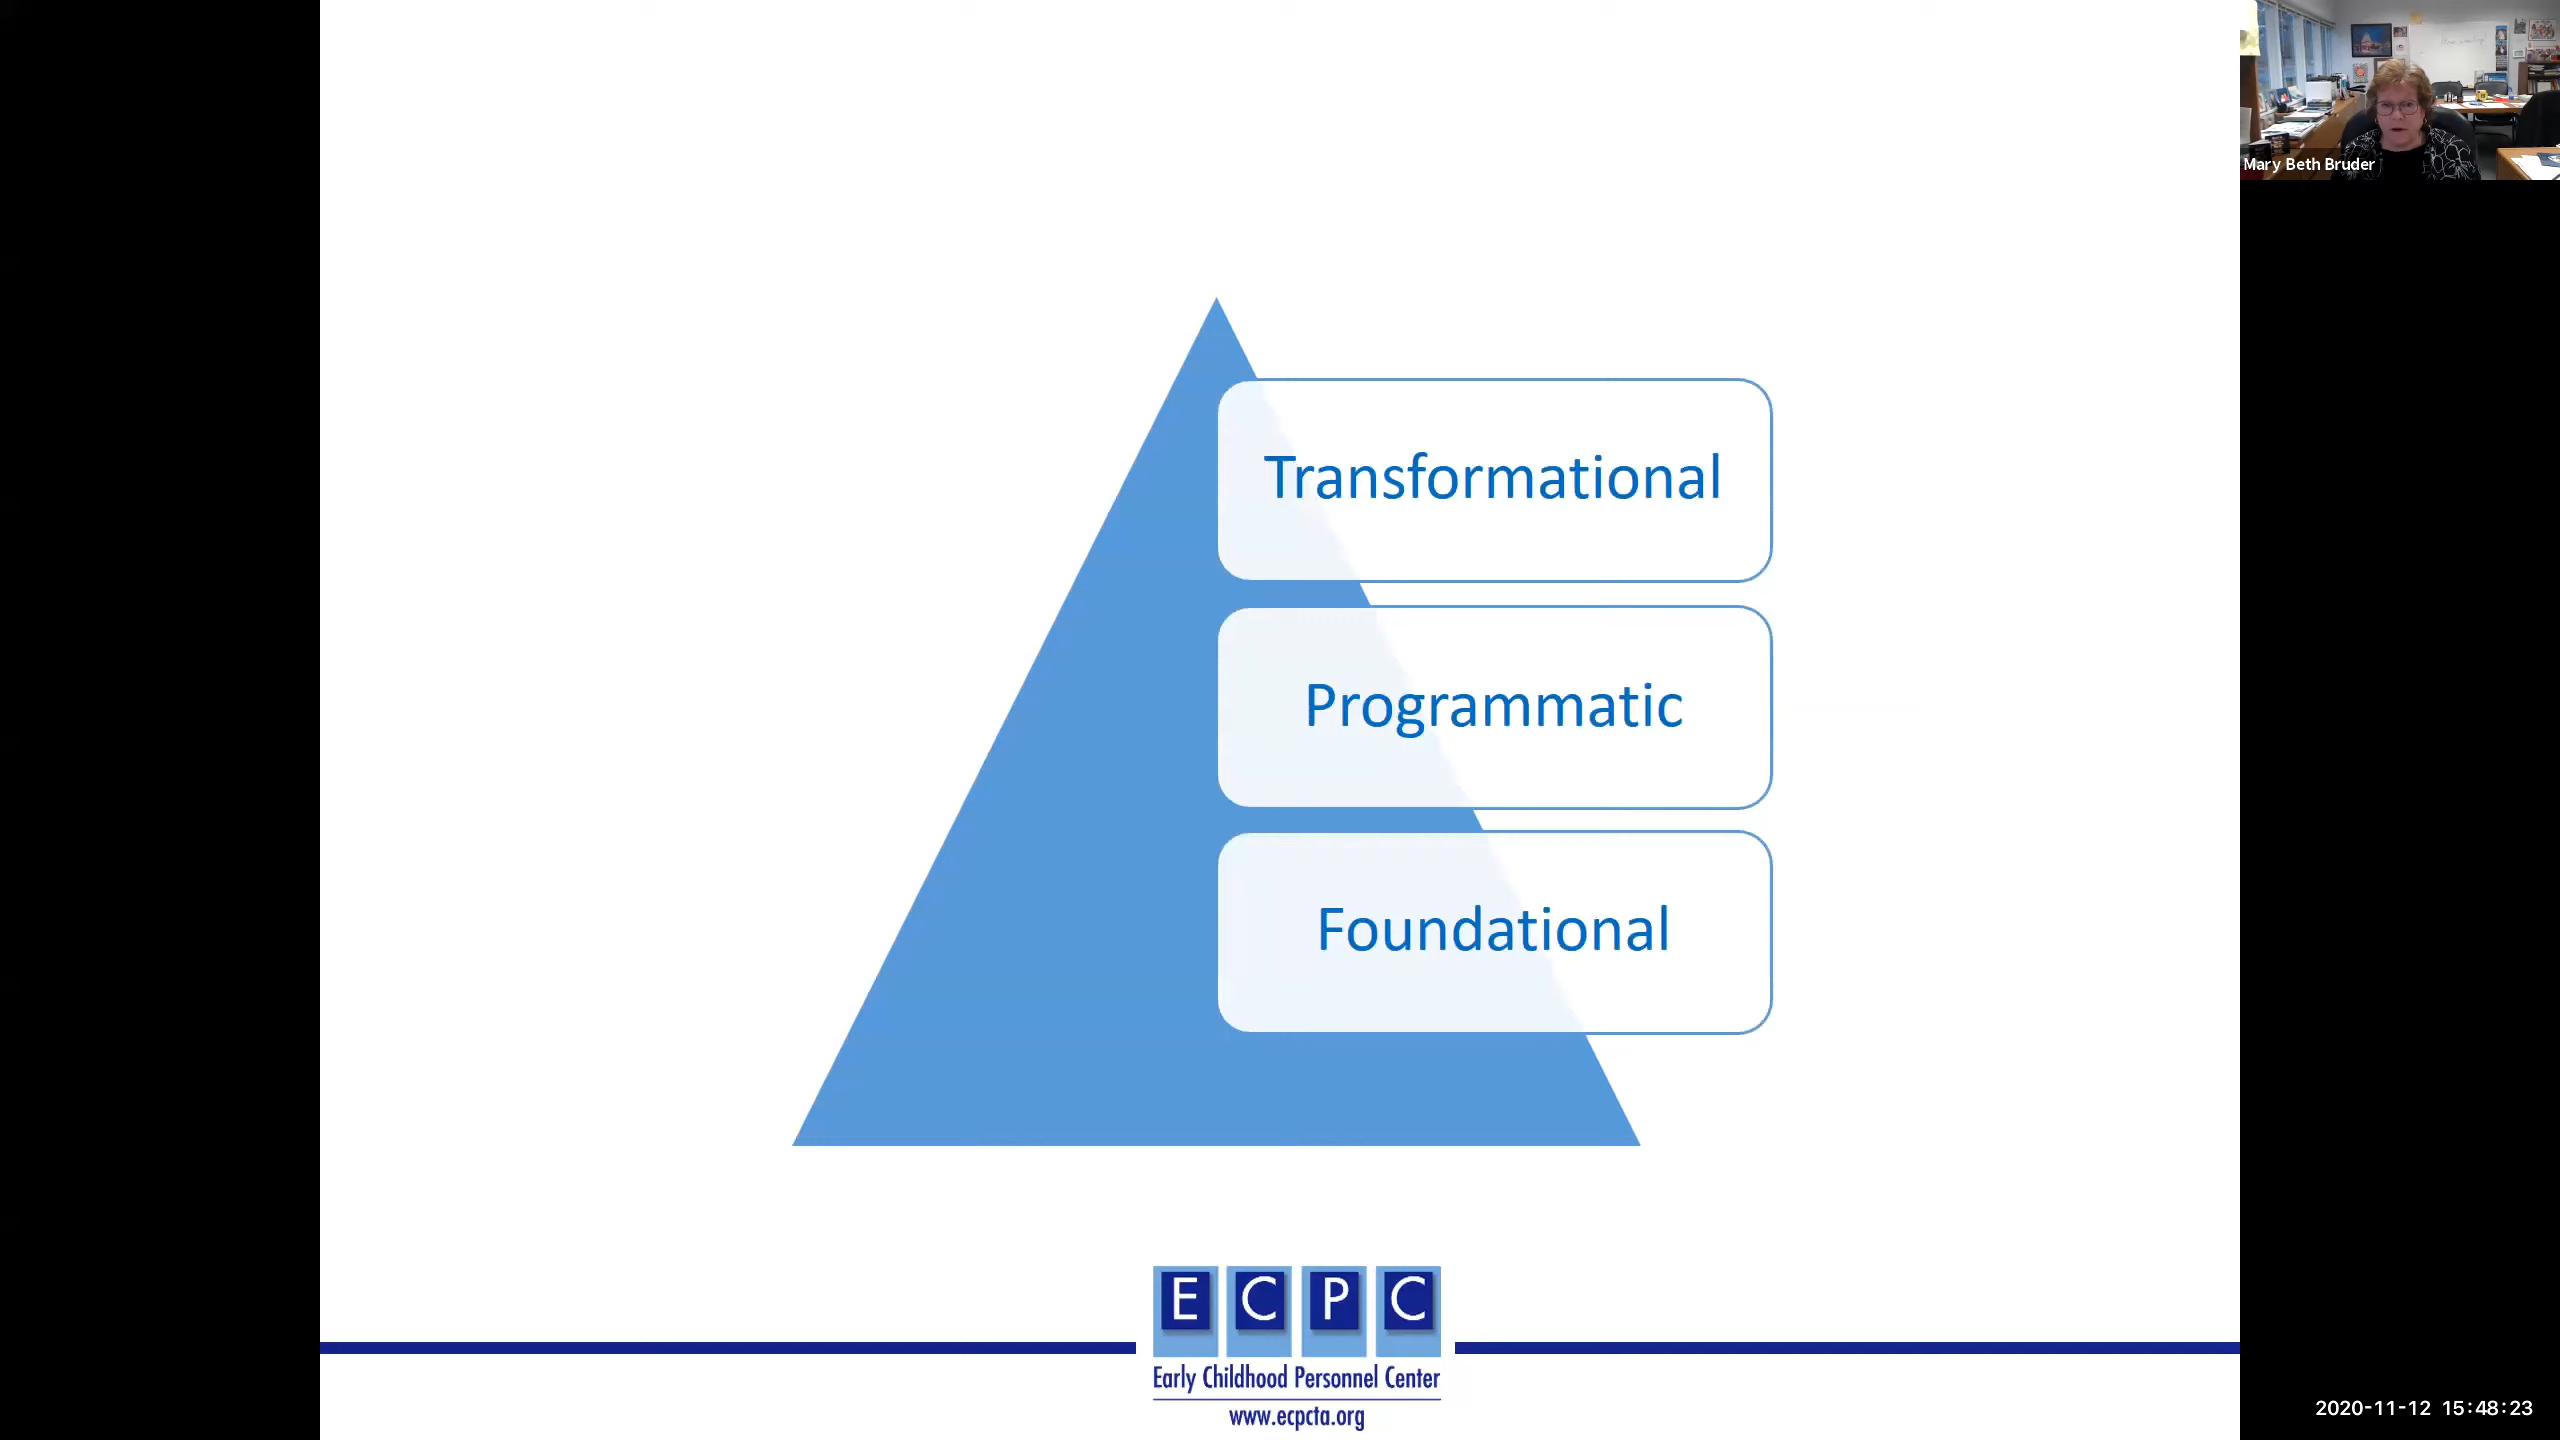 Mary Beth Bruder
Transformational
Programmatic
Foundational
E C P C
Early Childhood Personnel Center
www.ecpcta.org
2020-11-12 15:48:23